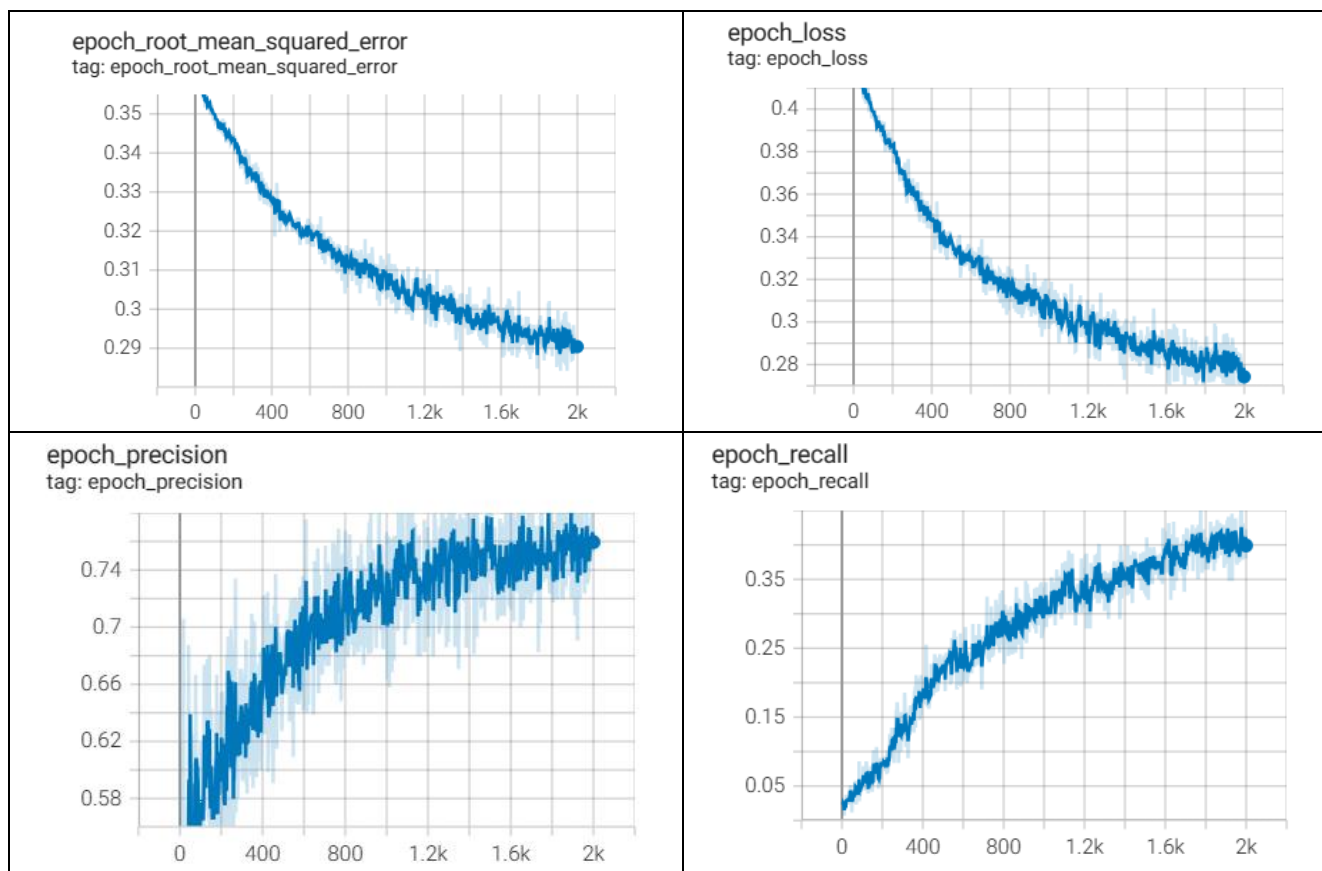 epoch_root_mean_squared_error
tag: epoch_root_mean_squared_error
0.35
0.34
0.33
0.32
0.31
0.3
0.29
0 400 800 1.2k 1.6k 2k
epoch_loss
tag: epoch_loss
0.4
0.38
0.36
0.34
0.32
0.3
0.28
0 400 800 1.2k 1.6k 2k
epoch_precision
tag: epoch_precision
0.74
0.7
0.66
0.62
0.58
0 400 800 1.2k 1.6k 2k
epoch_recall
tag: epoch_recall
0.35
0.25
0.15
0.05
0 400 800 1.2k 1.6k 2k